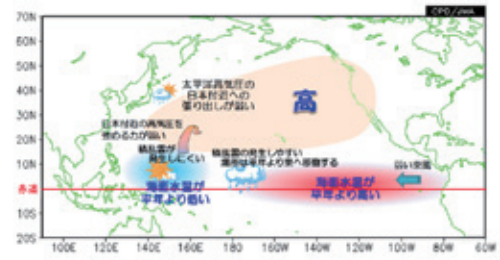 CPD/JMA
70N
60N
50N
40N
30N
20N
10N
赤道
10S
20S
太平洋高気圧の
日本付近への
張り出しが弱い
高
日本付近の高気圧を
強める力が弱い
積乱雲が
発生しにくい
積乱雲の発生しやすい
場所は平年より東へ移動する
弱い貿易風
海面水温が
平年より低い
海面水温が
平年より高い
100E
120E
140E
160E
180
160W
140W
120W
100W
80W
60W